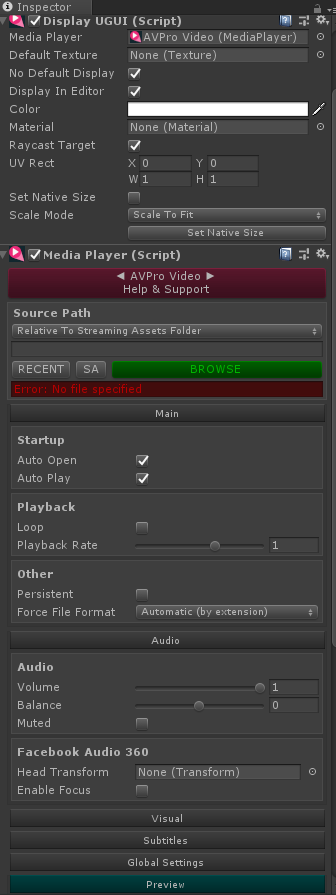 Inspector
Display UGUI (Script)
Media Player AVPro Video (MediaPlayer)
Default Texture None (Texture)
No Default Display
Display In Editor
Color
Material None (Material)
Raycast Target
UV Rect X 0 Y 0
W 1 H 1
Set Native Size
Scale Mode Scale To Fit
Set Native Size
Media Player (Script)
◄ AVPro Video ►
Help & Support
Source Path
Relative To Streaming Assets Folder
RECENT SA BROWSE
Error: No file specified
Main
Startup
Auto Open
Auto Play
Playback
Loop
Playback Rate 1
Other
Persistent
Force File Format Automatic (by extension)
Audio
Audio
Volume 1
Balance 0
Muted
Facebook Audio 360
Head Transform None (Transform)
Enable Focus
Visual
Subtitles
Global Settings
Preview